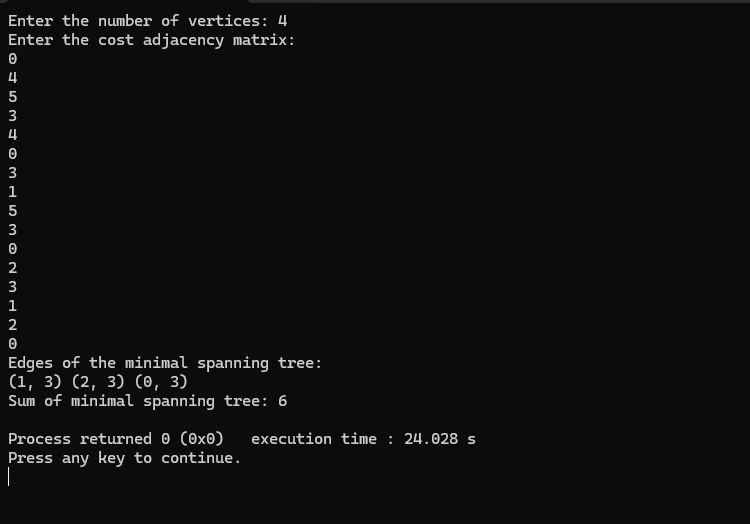 Enter the number of vertices: 4
Enter the cost adjacency matrix:
0
4
5
3
4
0
3
1
5
3
0
2
3
1
2
0
Edges of the minimal spanning tree:
(1, 3) (2, 3) (0, 3)
Sum of minimal spanning tree: 6
Process returned 0 (0x0)   execution time : 24.028 s
Press any key to continue.